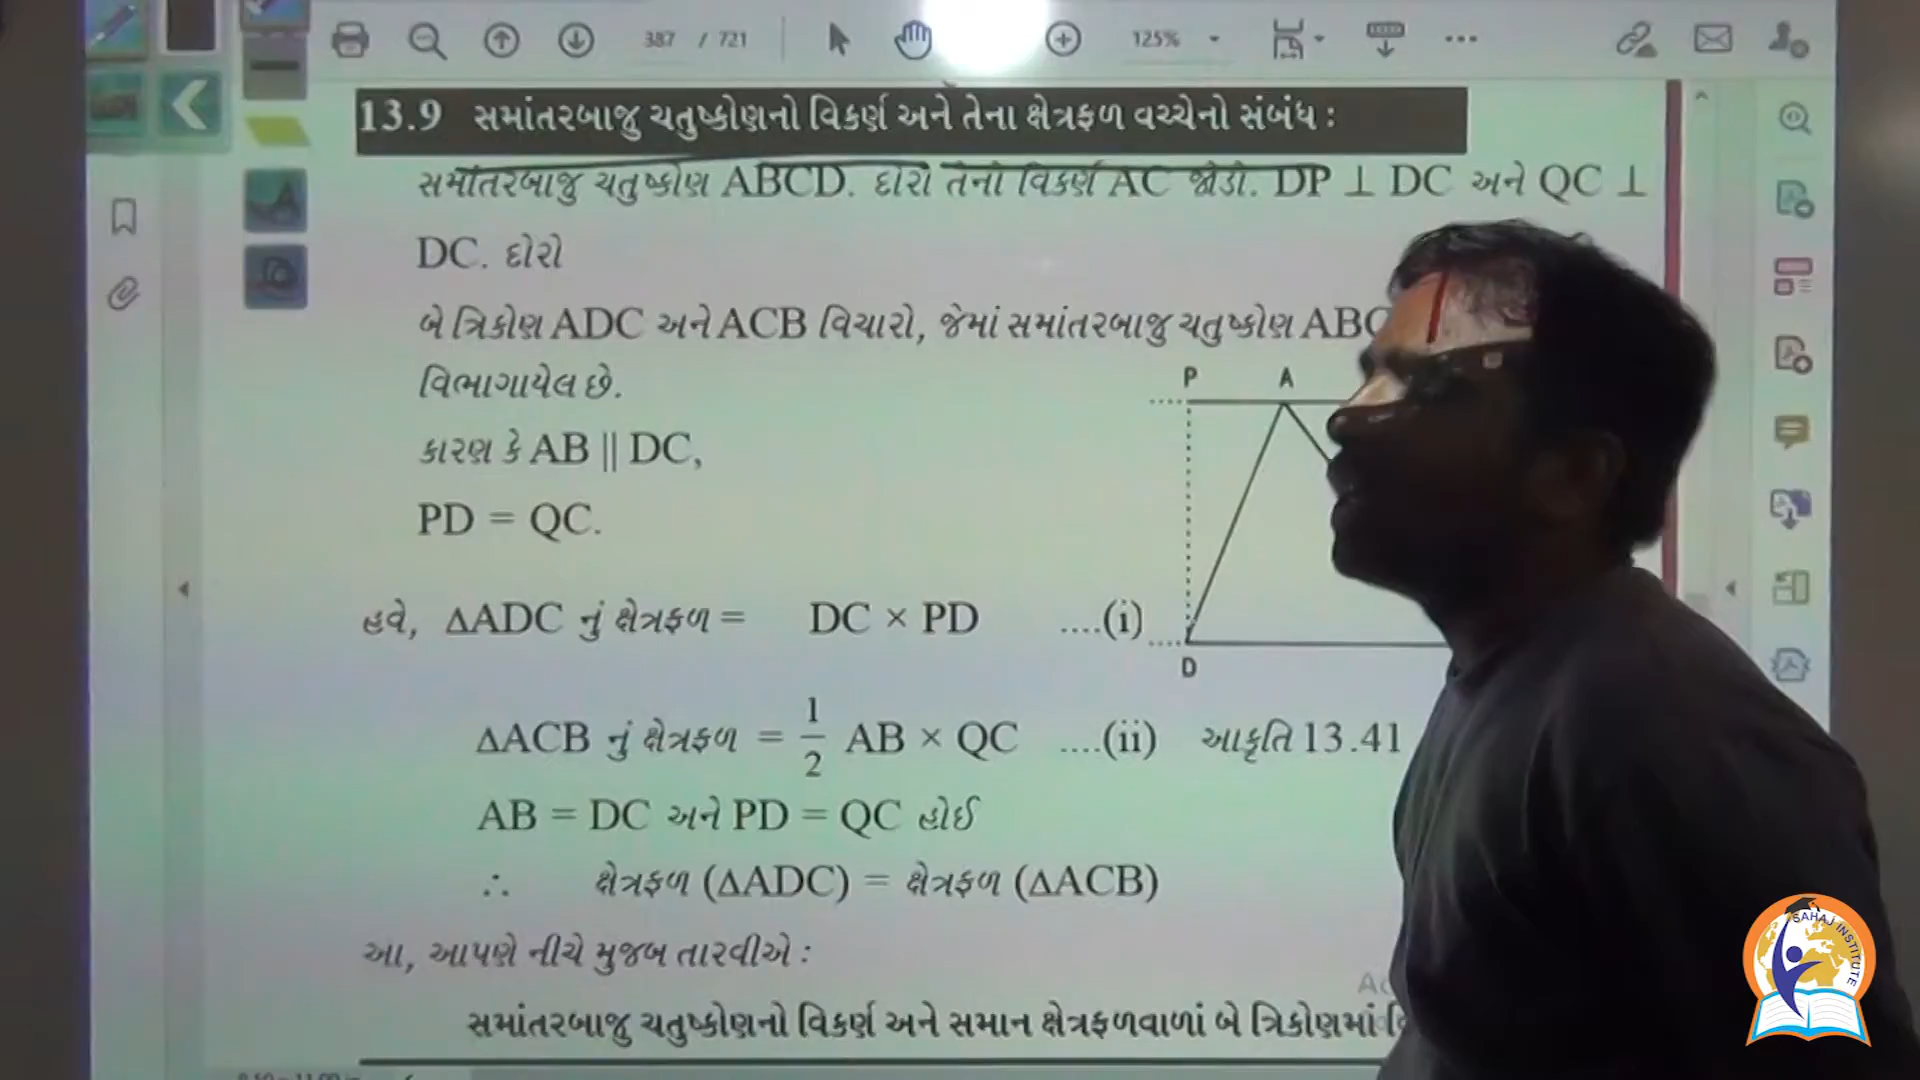 387 / 721
125%
13.9 સમાંતરબાજુ ચતુષ્કોણનો વિકર્ણ અને તેના ક્ષેત્રફળ વચ્ચેનો સંબંધ :
સમાંતરબાજુ ચતુષ્કોણ ABCD. દોરો તેનો વિકર્ણ AC જોડો. DP ⊥ DC અને QC ⊥
DC. દોરો
બે ત્રિકોણ ADC અને ACB વિચારો, જેમાં સમાંતરબાજુ ચતુષ્કોણ ABC
વિભાગાયેલ છે.
P A
કારણ કે AB || DC,
PD = QC.
હવે, ΔADC નું ક્ષેત્રફળ = DC × PD ....(i)
D
ΔACB નું ક્ષેત્રફળ = 1/2 AB × QC ....(ii) આકૃતિ 13.41
AB = DC અને PD = QC હોઈ
∴ ક્ષેત્રફળ (ΔADC) = ક્ષેત્રફળ (ΔACB)
આ, આપણે નીચે મુજબ તારવીએ :
સમાંતરબાજુ ચતુષ્કોણનો વિકર્ણ અને સમાન ક્ષેત્રફળવાળાં બે ત્રિકોણમાં
SAHAJ INSTITUTE